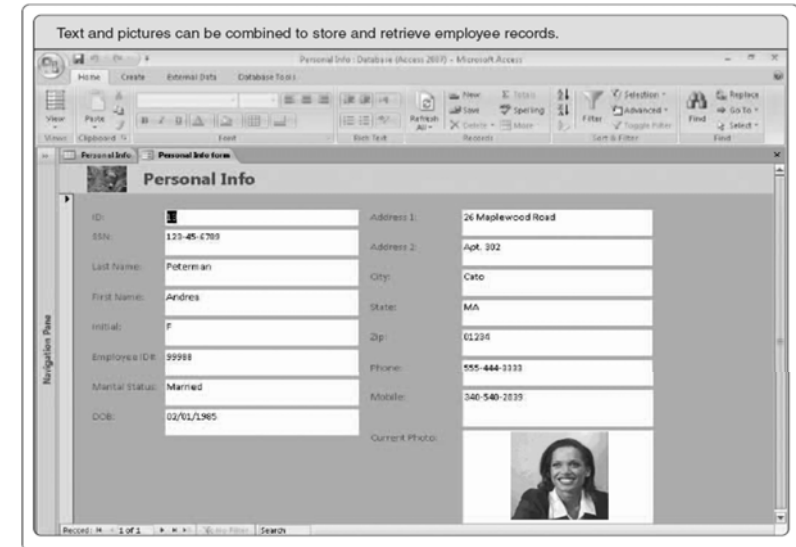 Text and pictures can be combined to store and retrieve employee records.
Personal Info : Database (Access 2007) - Microsoft Access
Home Create External Data Database Tools
View Paste Refresh All New Save Delete Totals Spelling More Filter Selection Advanced Toggle Filter Find Replace Go To Select
Views Clipboard Font Rich Text Records Sort & Filter Find
Personal Info Personal Info form
Personal Info
Navigation Pane
ID:
SSN: 123-45-6789
Last Name: Peterman
First Name: Andrea
Initial: F
Employee ID#: 99988
Marital Status: Married
DOB: 02/01/1985
Address 1: 26 Maplewood Road
Address 2: Apt. 302
City: Cato
State: MA
Zip: 01234
Phone: 555-444-3333
Mobile: 340-540-2839
Current Photo:
Record: 1 of 1 No Filter Search